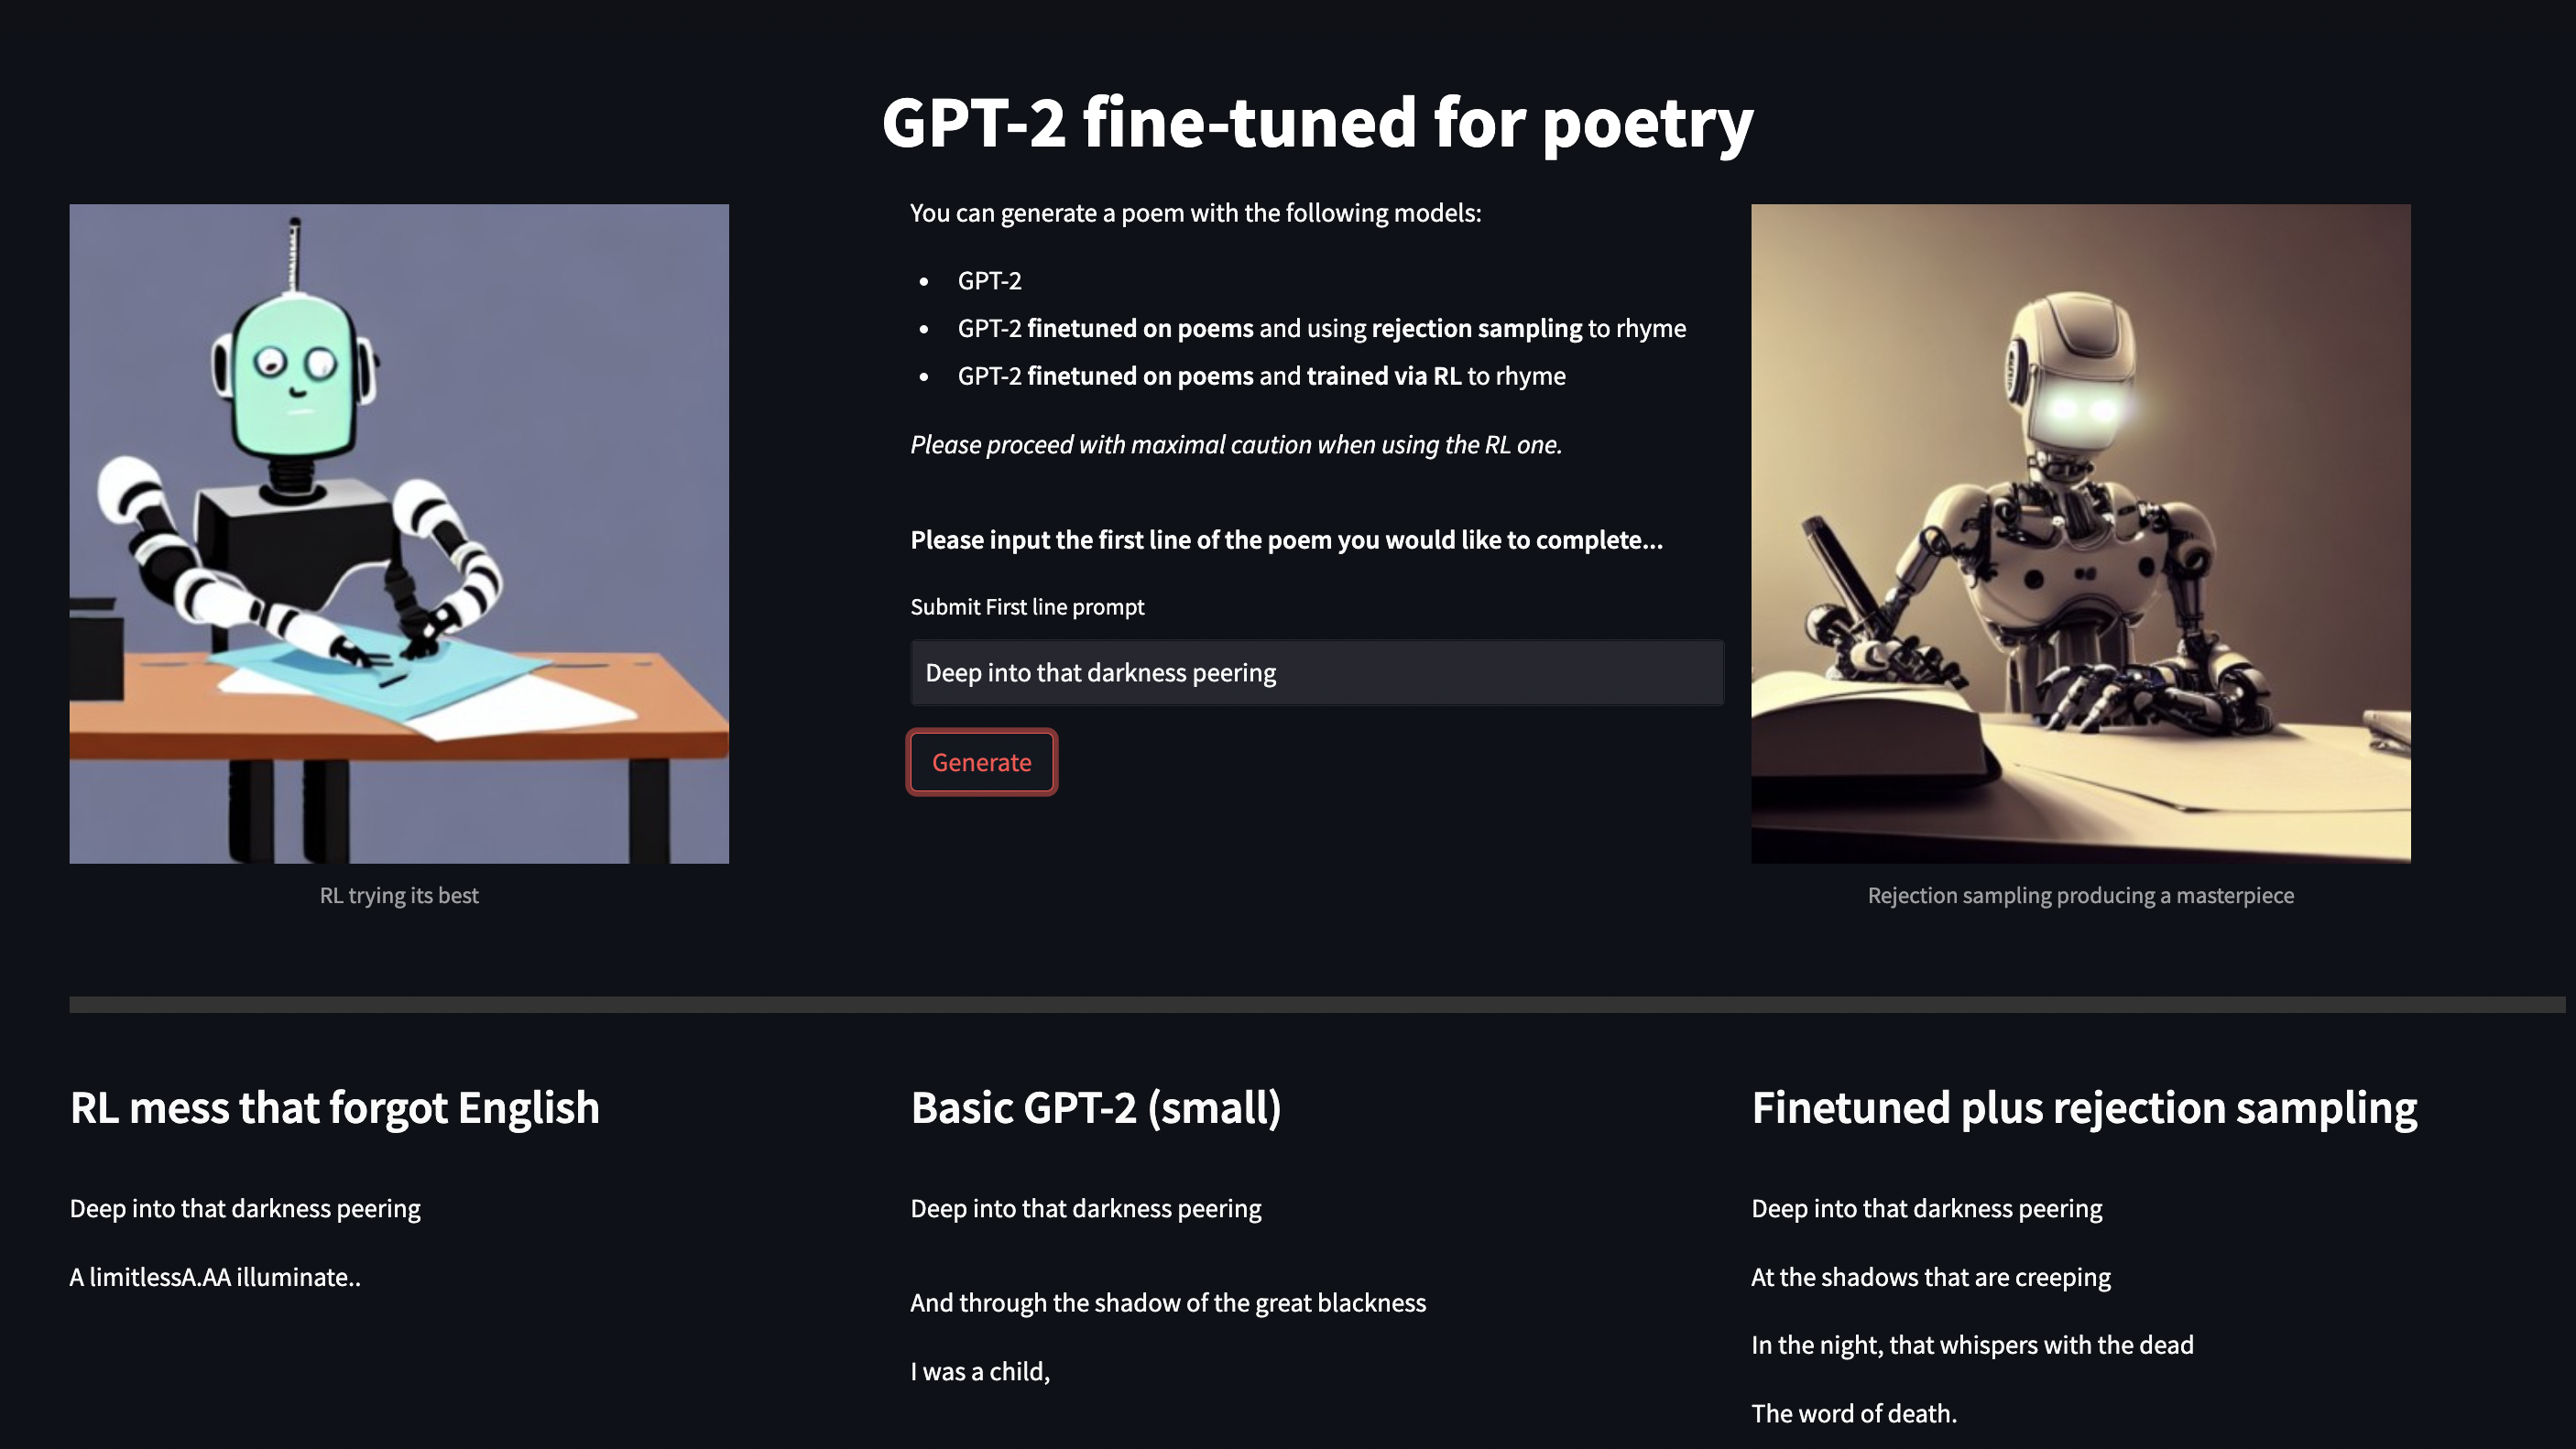 GPT-2 fine-tuned for poetry
You can generate a poem with the following models:
• GPT-2
• GPT-2 finetuned on poems and using rejection sampling to rhyme
• GPT-2 finetuned on poems and trained via RL to rhyme
Please proceed with maximal caution when using the RL one.
Please input the first line of the poem you would like to complete...
Submit First line prompt
Deep into that darkness peering
Generate
RL trying its best
Rejection sampling producing a masterpiece
RL mess that forgot English
Deep into that darkness peering
A limitlessA.AA illuminate..
Basic GPT-2 (small)
Deep into that darkness peering
And through the shadow of the great blackness
I was a child,
Finetuned plus rejection sampling
Deep into that darkness peering
At the shadows that are creeping
In the night, that whispers with the dead
The word of death.